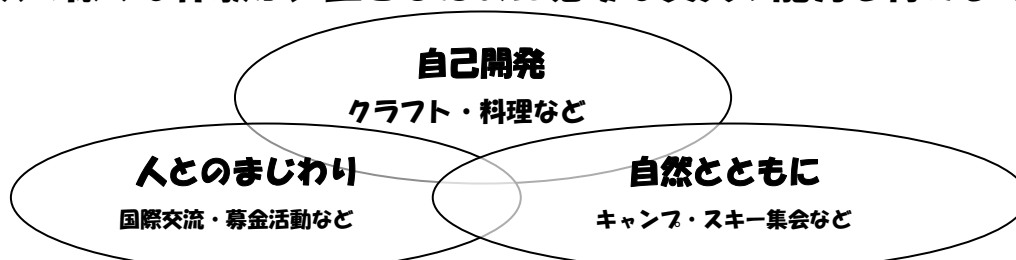 自己開発
クラフト・料理など
人とのまじわり
国際交流・募金活動など
自然とともに
キャンプ・スキー集会など